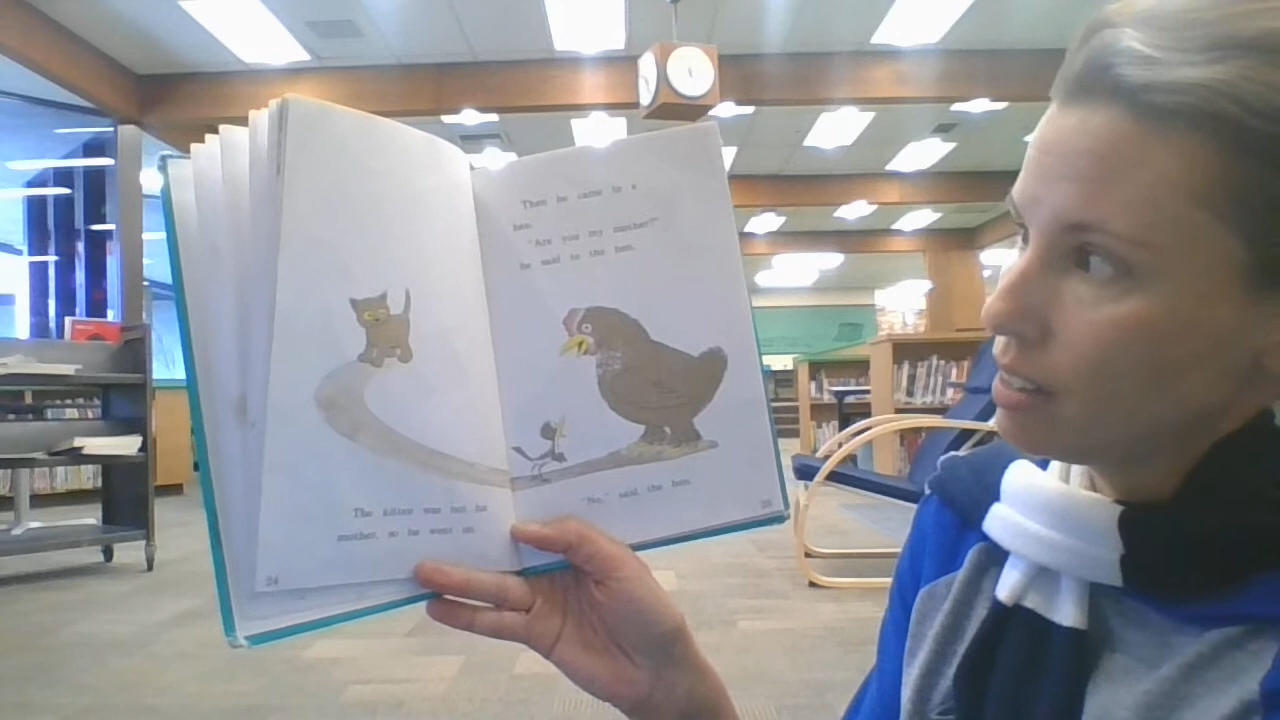 The kitten was not his
mother, so he went on.
24
Then he came to a
hen.
"Are you my mother?"
he said to the hen.
"No," said the hen.
25